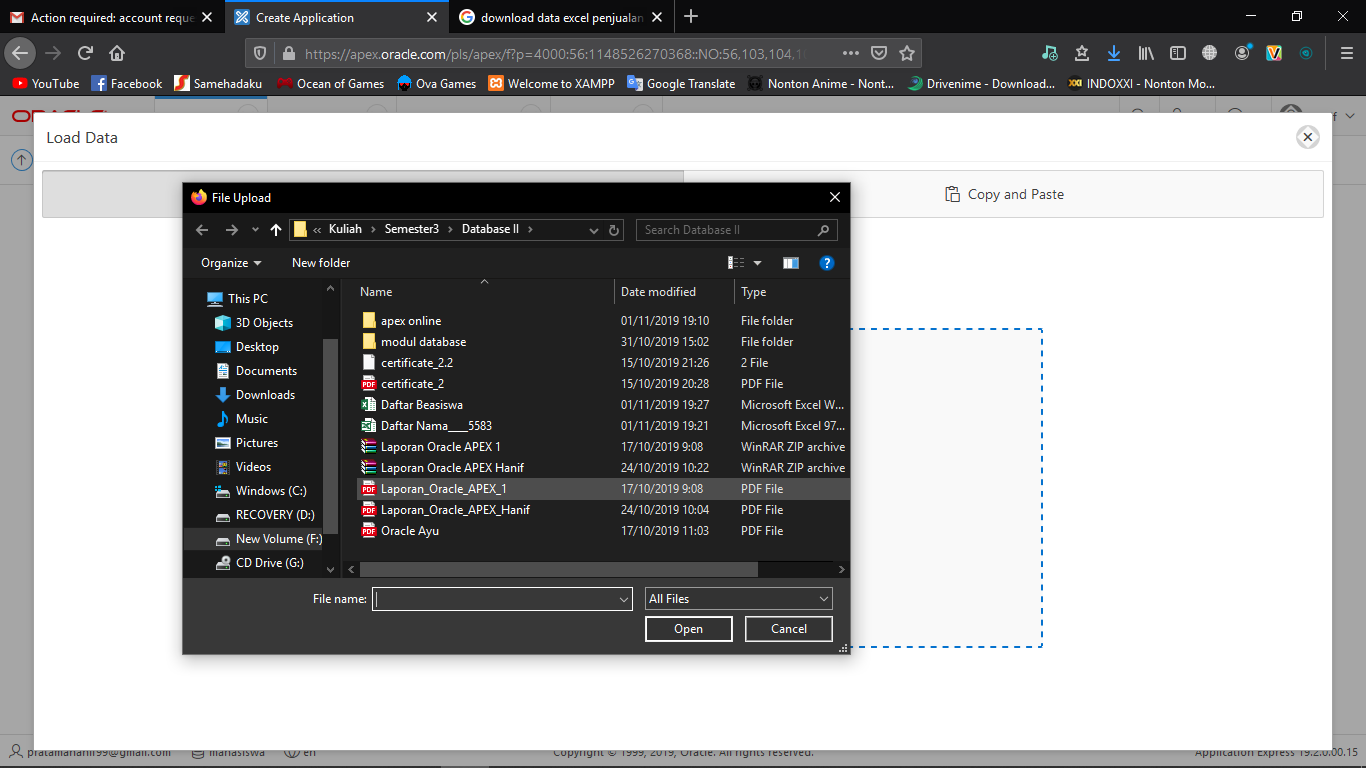 Action required: account reque
Create Application
download data excel penjualan
https://apex.oracle.com/pls/apex/f?p=4000:56:1148526270368::NO:56,103,104,1
YouTube
Facebook
Samehadaku
Ocean of Games
Ova Games
Welcome to XAMPP
Google Translate
Nonton Anime - Nont...
Drivenime - Download...
INDOXXI - Nonton Mo...
Load Data
Copy and Paste
File Upload
« Kuliah > Semester3 > Database II >
Search Database II
Organize
New folder
This PC
3D Objects
Desktop
Documents
Downloads
Music
Pictures
Videos
Windows (C:)
RECOVERY (D:)
New Volume (F:)
CD Drive (G:)
Name Date modified Type
apex online 01/11/2019 19:10 File folder
modul database 31/10/2019 15:02 File folder
certificate_2.2 15/10/2019 21:26 2 File
certificate_2 15/10/2019 20:28 PDF File
Daftar Beasiswa 01/11/2019 19:27 Microsoft Excel W...
Daftar Nama___5583 01/11/2019 19:21 Microsoft Excel 97...
Laporan Oracle APEX 1 17/10/2019 9:08 WinRAR ZIP archive
Laporan Oracle APEX Hanif 24/10/2019 10:22 WinRAR ZIP archive
Laporan_Oracle_APEX_1 17/10/2019 9:08 PDF File
Laporan_Oracle_APEX_Hanif 24/10/2019 10:04 PDF File
Oracle Ayu 17/10/2019 11:03 PDF File
File name:
All Files
Open
Cancel
pratamahanif99@gmail.com mahasiswa en
Copyright © 1999, 2019, Oracle. All rights reserved.
Application Express 19.2.0.00.15